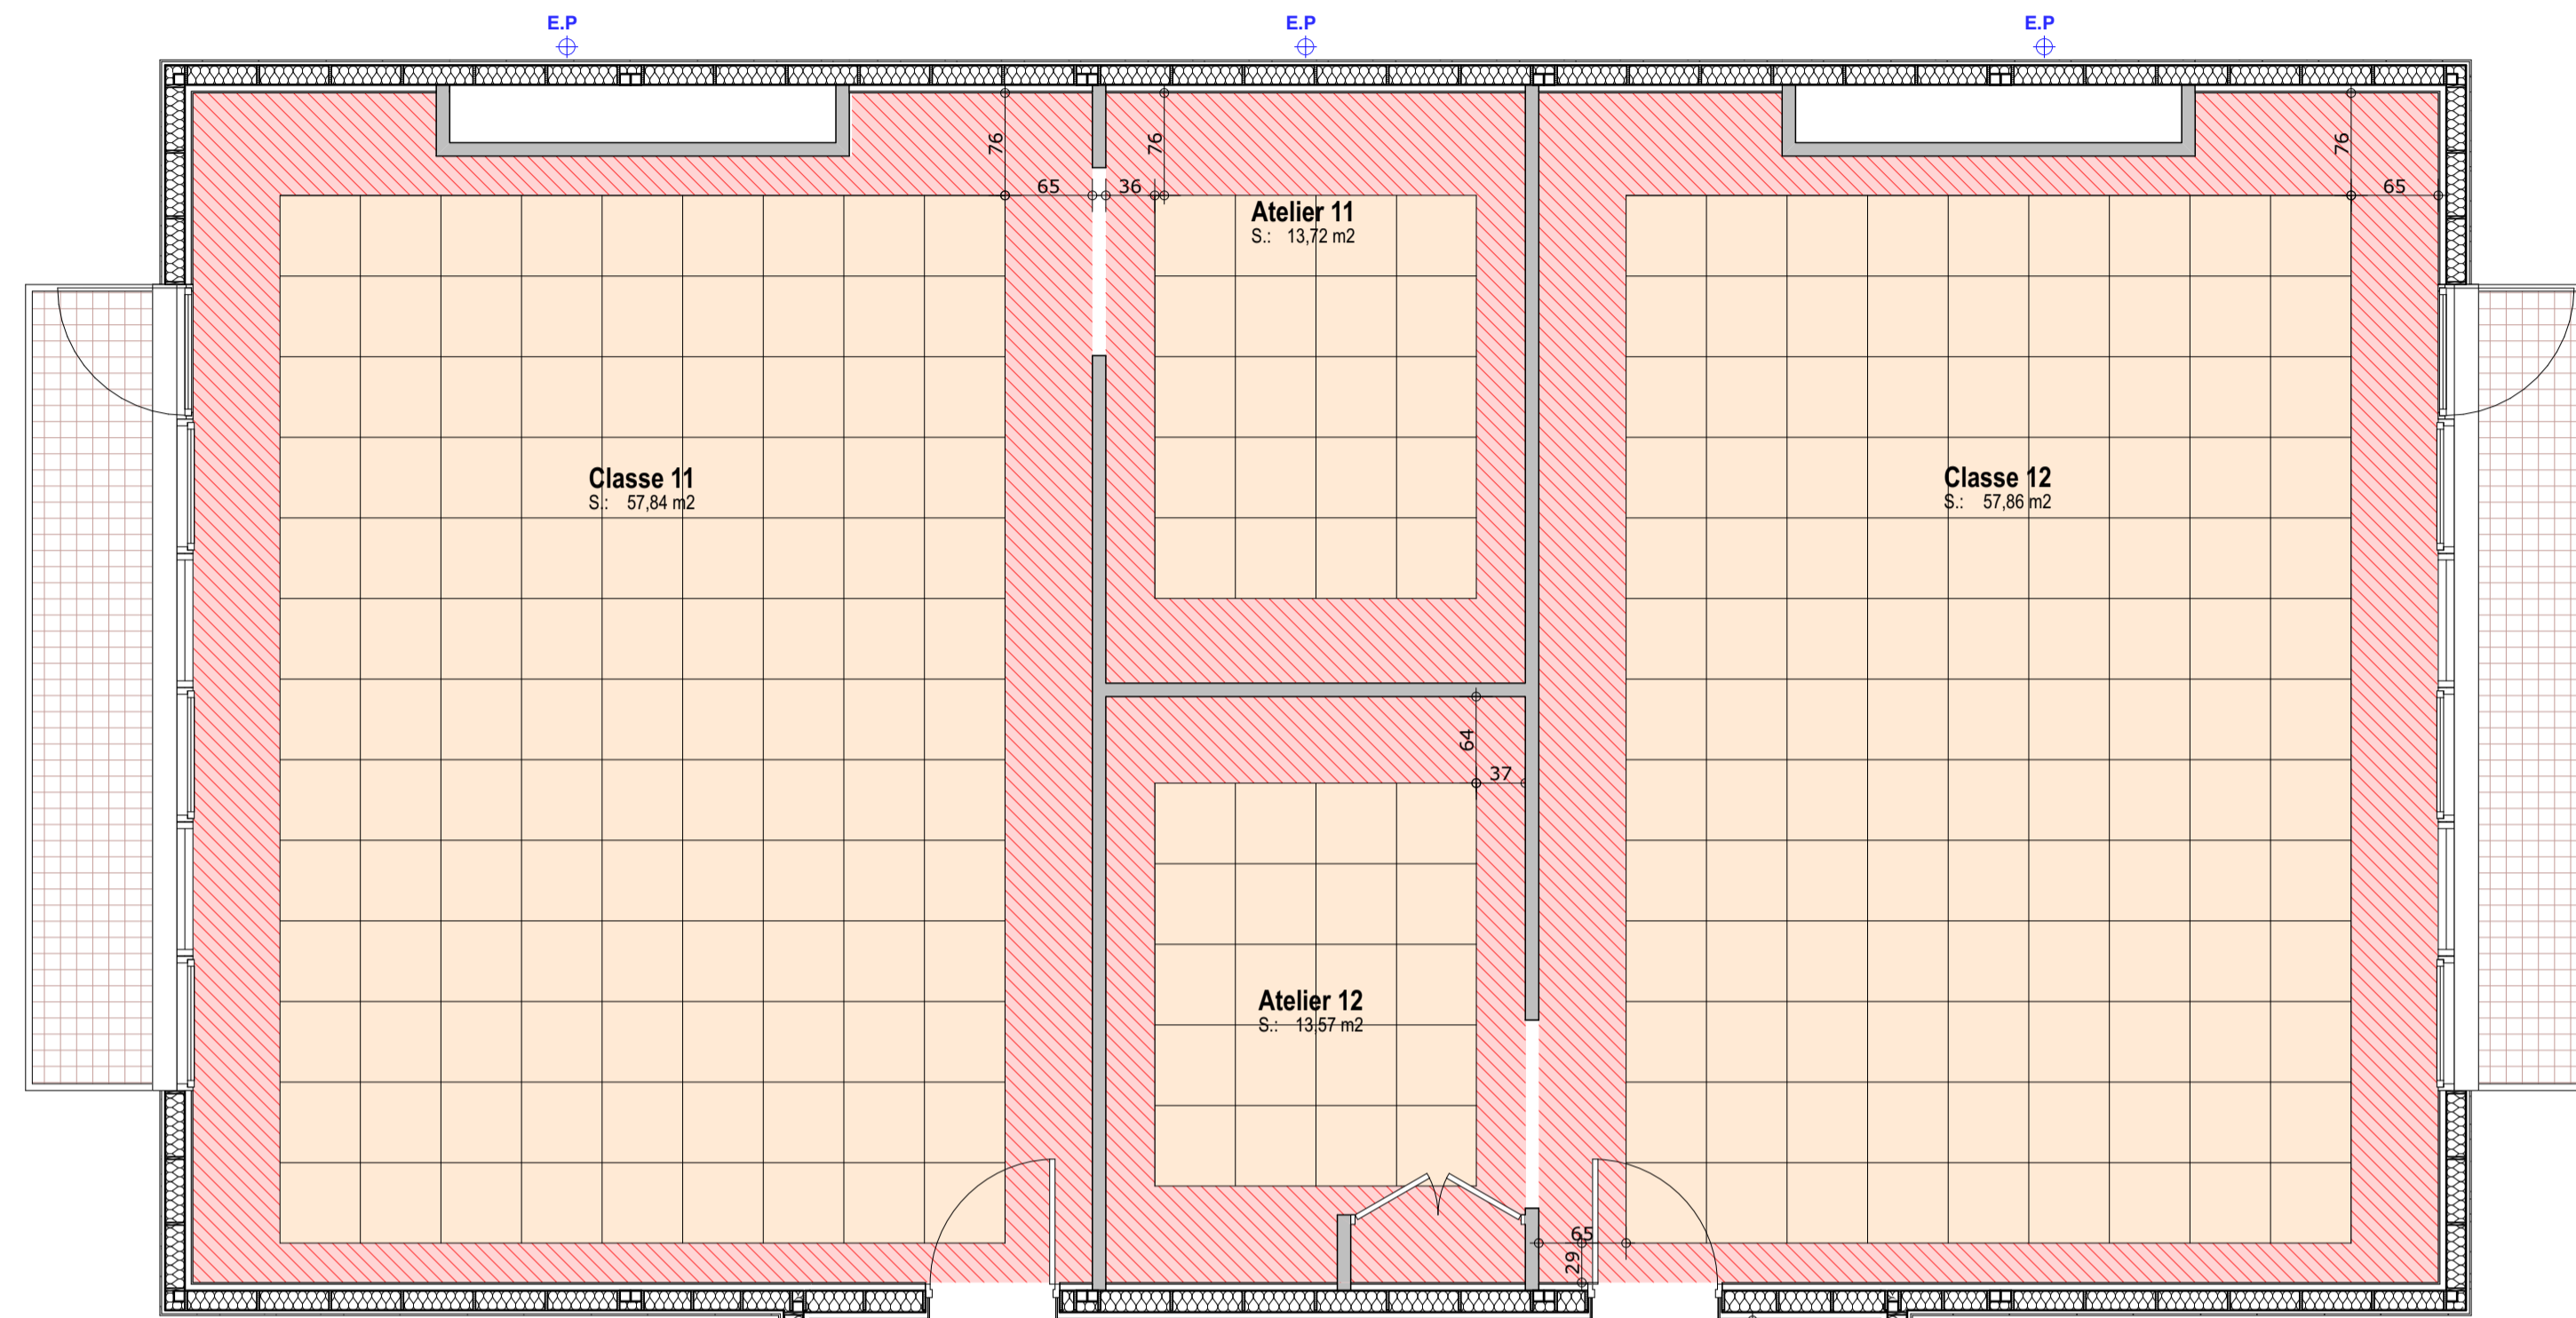 E.P
E.P
E.P
76
76
76
65
36
65
Atelier 11
S.: 13,72 m2
Classe 11
S.: 57,84 m2
Classe 12
S.: 57,86 m2
64
37
Atelier 12
S.: 13,57 m2
65
29